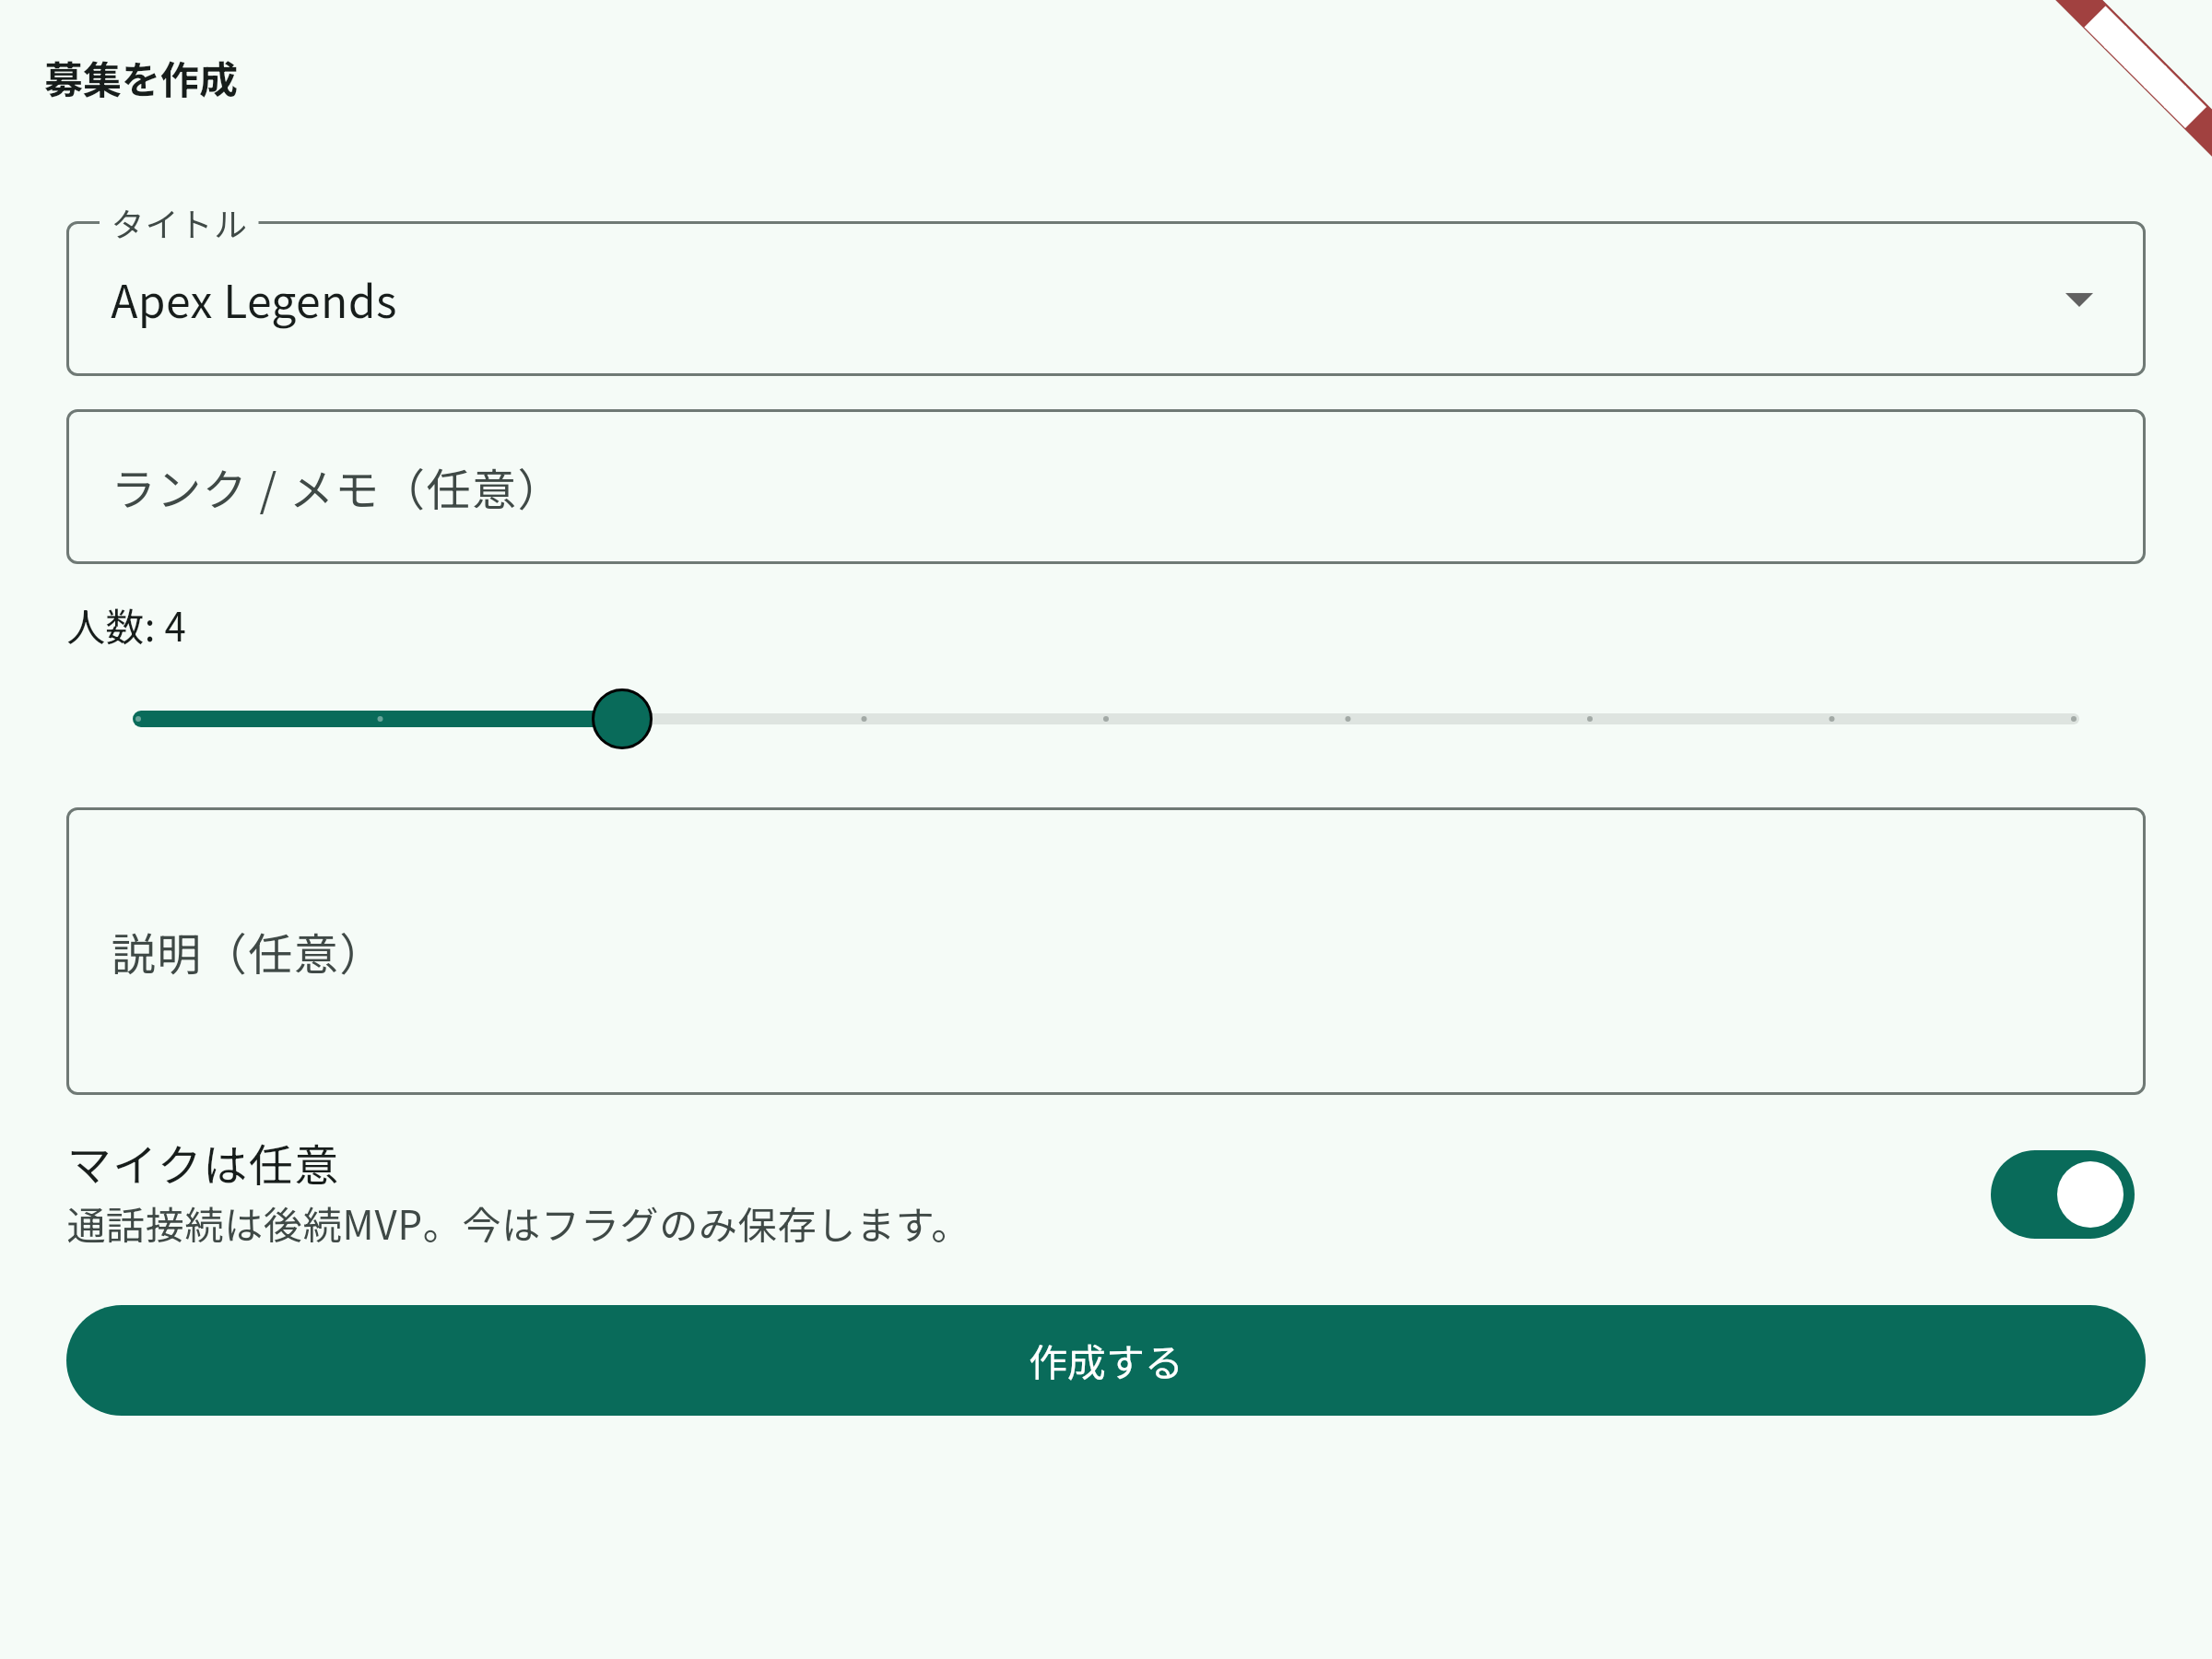 募集を作成
タイトル
Apex Legends
ランク / メモ（任意）
人数: 4
説明（任意）
マイクは任意
通話接続は後続MVP。今はフラグのみ保存します。
作成する